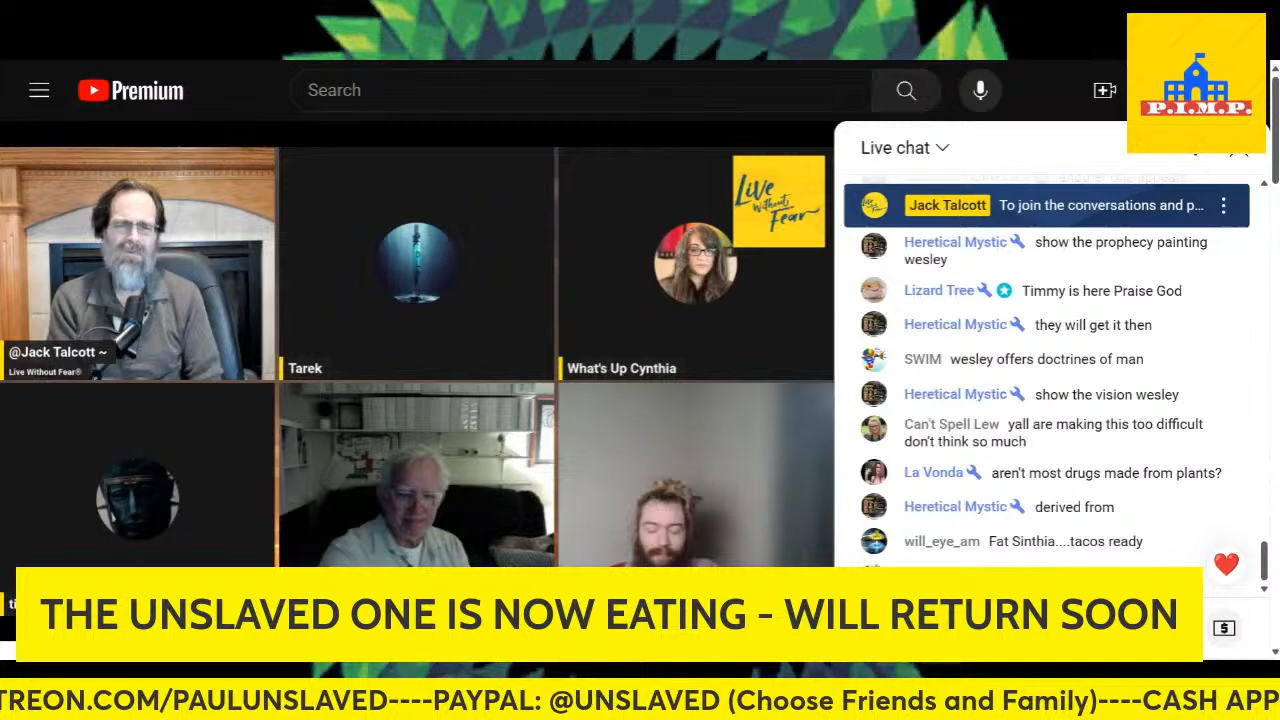 Premium
Search
P.I.M.P.
Live chat
Live
Without
Fear
Jack Talcott To join the conversations and p...
Heretical Mystic show the prophecy painting
wesley
Lizard Tree Timmy is here Praise God
Heretical Mystic they will get it then
SWIM wesley offers doctrines of man
Heretical Mystic show the vision wesley
Can't Spell Lew yall are making this too difficult
don't think so much
La Vonda aren't most drugs made from plants?
Heretical Mystic derived from
will_eye_am Fat Sinthia....tacos ready
@Jack Talcott ~
Live Without Fear®
Tarek
What's Up Cynthia
THE UNSLAVED ONE IS NOW EATING - WILL RETURN SOON
TREON.COM/PAULUNSLAVED----PAYPAL: @UNSLAVED (Choose Friends and Family)----CASH APP